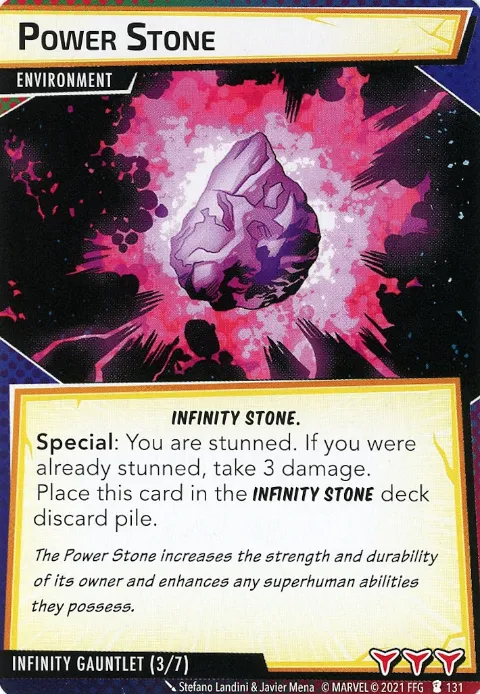 POWER STONE
ENVIRONMENT
INFINITY STONE.
Special: You are stunned. If you were
already stunned, take 3 damage.
Place this card in the INFINITY STONE deck
discard pile.
The Power Stone increases the strength and durability
of its owner and enhances any superhuman abilities
they possess.
INFINITY GAUNTLET (3/7)
Stefano Landini & Javier Mena © MARVEL © 2021 FFG 131